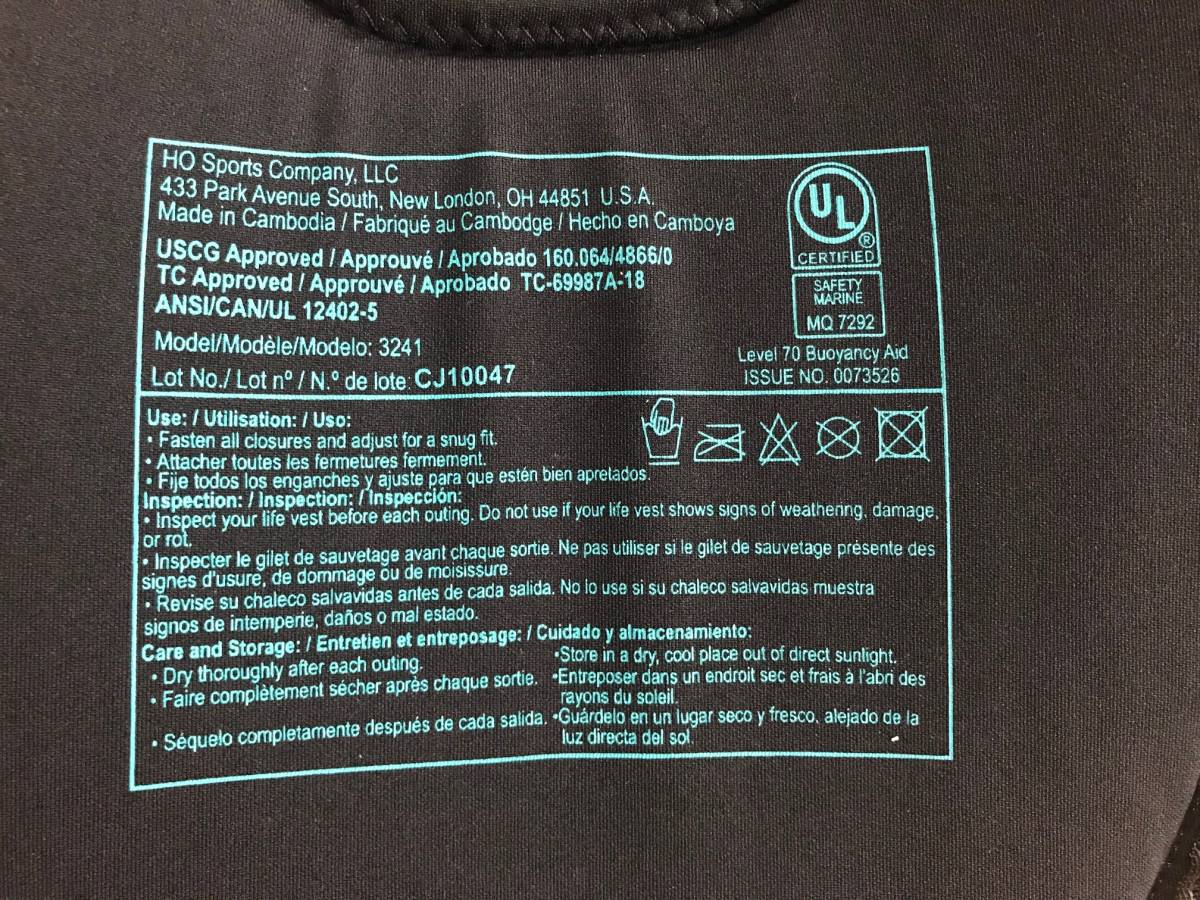 HO Sports Company, LLC
433 Park Avenue South, New London, OH 44851 U.S.A.
Made in Cambodia / Fabriqué au Cambodge / Hecho en Camboya
USCG Approved / Approuvé / Aprobado 160.064/4866/0
TC Approved / Approuvé / Aprobado TC-69987A-18
ANSI/CAN/UL 12402-5
Model/Modèle/Modelo: 3241
Lot No./ Lot nº / N.º de lote: CJ10047
UL
®
CERTIFIED
SAFETY
MARINE
MQ 7292
Level 70 Buoyancy Aid
ISSUE NO. 0073526
Use: / Utilisation: / Uso:
• Fasten all closures and adjust for a snug fit.
• Attacher toutes les fermetures fermement.
• Fije todos los enganches y ajuste para que estén bien apretados.
Inspection: / Inspection: / Inspección:
• Inspect your life vest before each outing. Do not use if your life vest shows signs of weathering, damage,
or rot.
• Inspecter le gilet de sauvetage avant chaque sortie. Ne pas utiliser si le gilet de sauvetage présente des
signes d'usure, de dommage ou de moisissure.
• Revise su chaleco salvavidas antes de cada salida. No lo use si su chaleco salvavidas muestra
signos de intemperie, daños o mal estado.
Care and Storage: / Entretien et entreposage: / Cuidado y almacenamiento:
• Dry thoroughly after each outing.
• Faire complètement sécher après chaque sortie.
• Séquelo completamente después de cada salida.
•Store in a dry, cool place out of direct sunlight.
•Entreposer dans un endroit sec et frais à l'abri des
rayons du soleil.
•Guárdelo en un lugar seco y fresco, alejado de la
luz directa del sol.